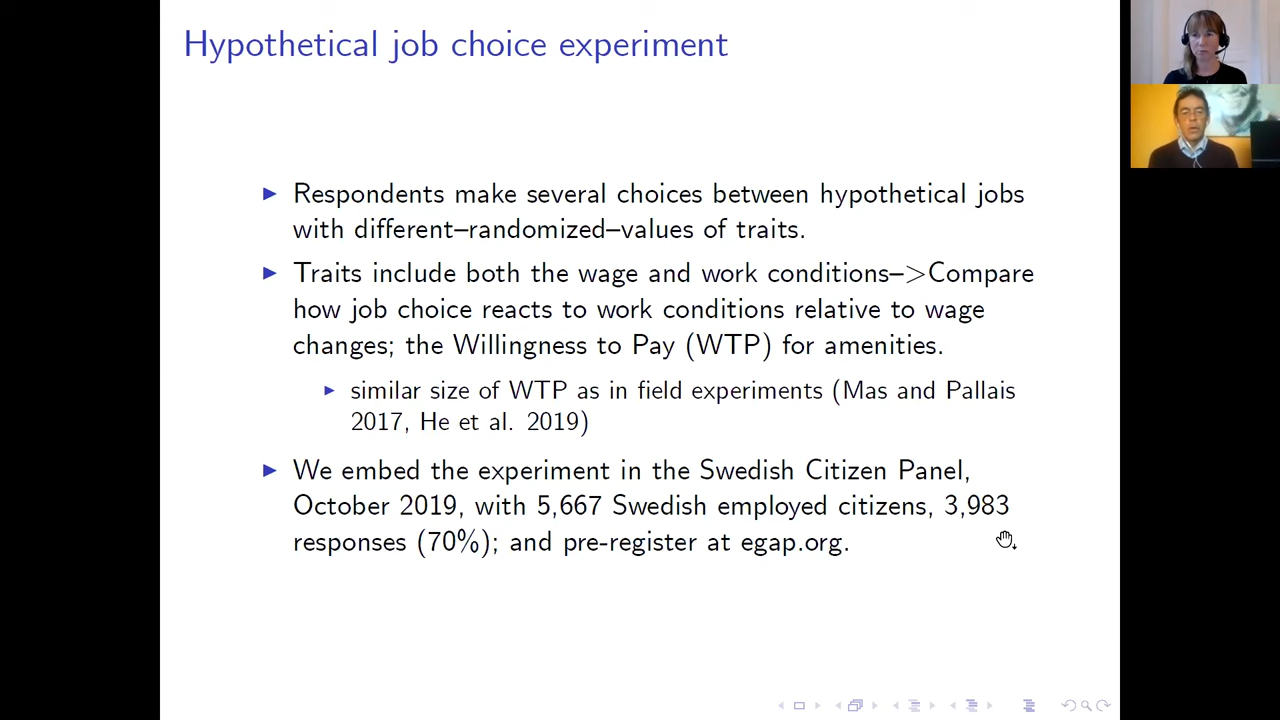 Hypothetical job choice experiment
Respondents make several choices between hypothetical jobs
with different–randomized–values of traits.
Traits include both the wage and work conditions–>Compare
how job choice reacts to work conditions relative to wage
changes; the Willingness to Pay (WTP) for amenities.
similar size of WTP as in field experiments (Mas and Pallais
2017, He et al. 2019)
We embed the experiment in the Swedish Citizen Panel,
October 2019, with 5,667 Swedish employed citizens, 3,983
responses (70%); and pre-register at egap.org.